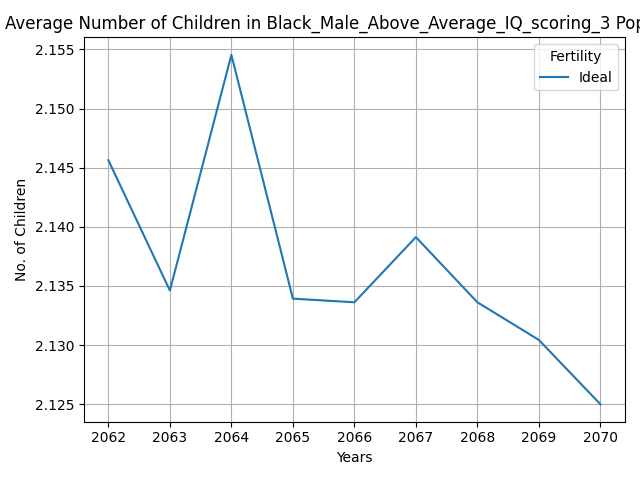 Average Number of Children in Black_Male_Above_Average_IQ_scoring_3
Fertility
Ideal
2.155
2.150
2.145
2.140
2.135
2.130
2.125
No. of Children
2062 2063 2064 2065 2066 2067 2068 2069 2070
Years